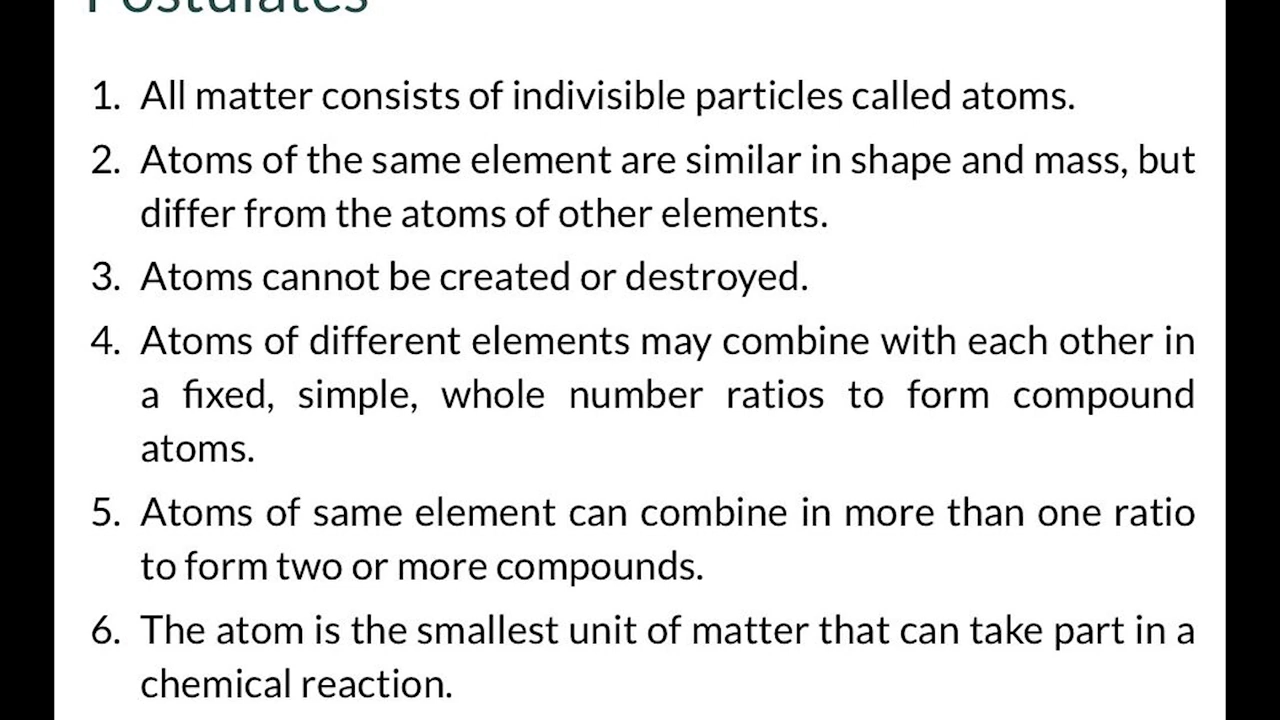 Postulates
1. All matter consists of indivisible particles called atoms.
2. Atoms of the same element are similar in shape and mass, but
differ from the atoms of other elements.
3. Atoms cannot be created or destroyed.
4. Atoms of different elements may combine with each other in
a fixed, simple, whole number ratios to form compound
atoms.
5. Atoms of same element can combine in more than one ratio
to form two or more compounds.
6. The atom is the smallest unit of matter that can take part in a
chemical reaction.